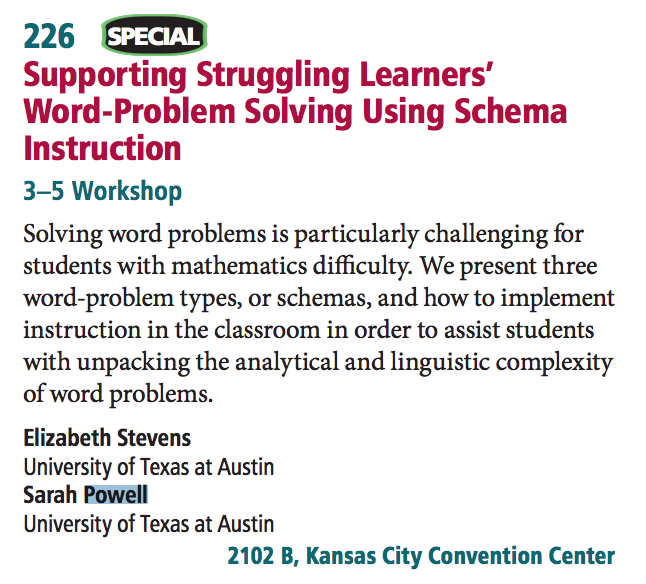 226 SPECIAL
Supporting Struggling Learners’
Word-Problem Solving Using Schema
Instruction
3–5 Workshop
Solving word problems is particularly challenging for
students with mathematics difficulty. We present three
word-problem types, or schemas, and how to implement
instruction in the classroom in order to assist students
with unpacking the analytical and linguistic complexity
of word problems.
Elizabeth Stevens
University of Texas at Austin
Sarah Powell
University of Texas at Austin
2102 B, Kansas City Convention Center